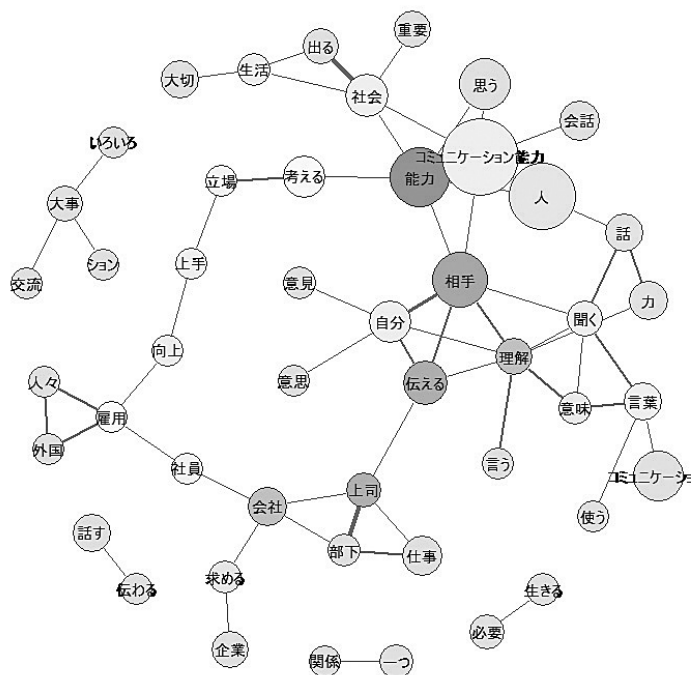 重要
出る
生活
大切
社会
思う
会話
コミュニケーション能力
いろいろ
能力
考える
立場
人
大事
話
上手
ション
相手
交流
意見
力
自分
聞く
向上
理解
意思
伝える
人々
言葉
意味
雇用
外国
言う
社員
コミュニケーショ
上司
会社
使う
話す
部下
仕事
求める
伝わる
生きる
必要
企業
関係
一つ